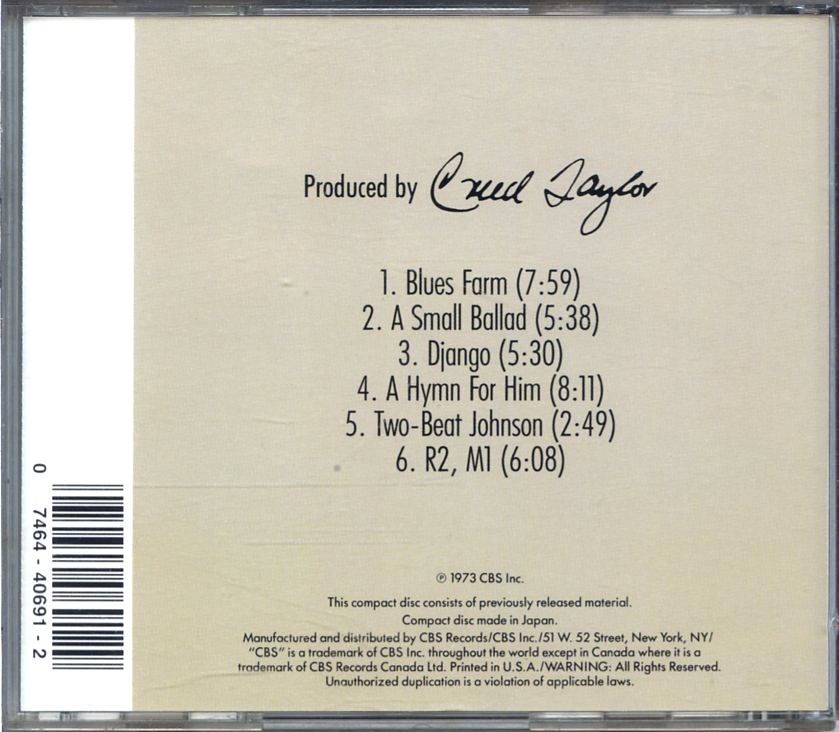 Produced by Creed Taylor
1. Blues Farm (7:59)
2. A Small Ballad (5:38)
3. Django (5:30)
4. A Hymn For Him (8:11)
5. Two-Beat Johnson (2:49)
6. R2, M1 (6:08)
℗ 1973 CBS Inc.
This compact disc consists of previously released material.
Compact disc made in Japan.
Manufactured and distributed by CBS Records/CBS Inc./51 W. 52 Street, New York, NY/
"CBS" is a trademark of CBS Inc. throughout the world except in Canada where it is a
trademark of CBS Records Canada Ltd. Printed in U.S.A./WARNING: All Rights Reserved.
Unauthorized duplication is a violation of applicable laws.
0 7464-40691-2